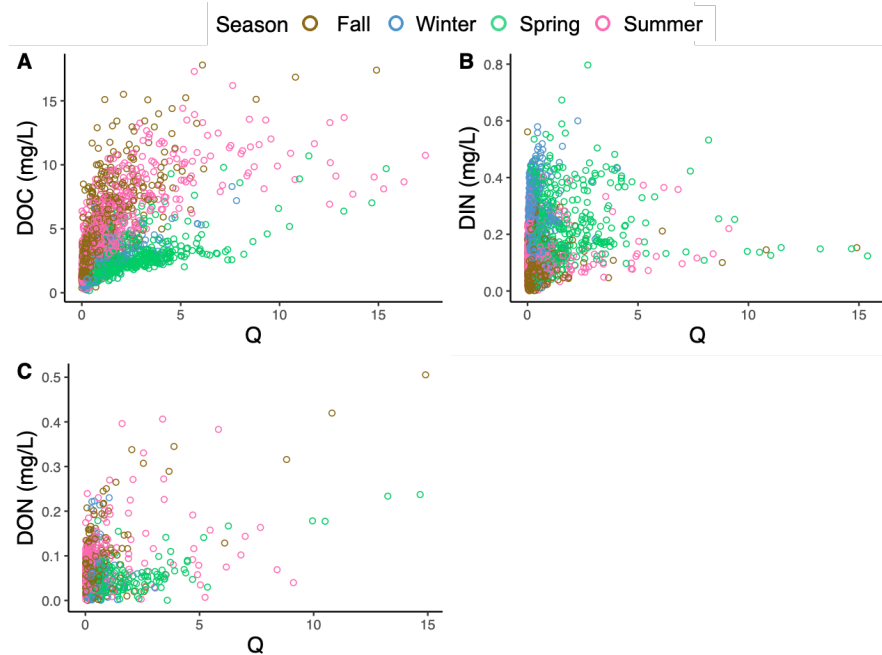 Season Fall Winter Spring Summer
A
DOC (mg/L)
15
10
5
0
0 5 10 15
Q
B
DIN (mg/L)
0.8
0.6
0.4
0.2
0.0
0 5 10 15
Q
C
DON (mg/L)
0.5
0.4
0.3
0.2
0.1
0.0
0 5 10 15
Q